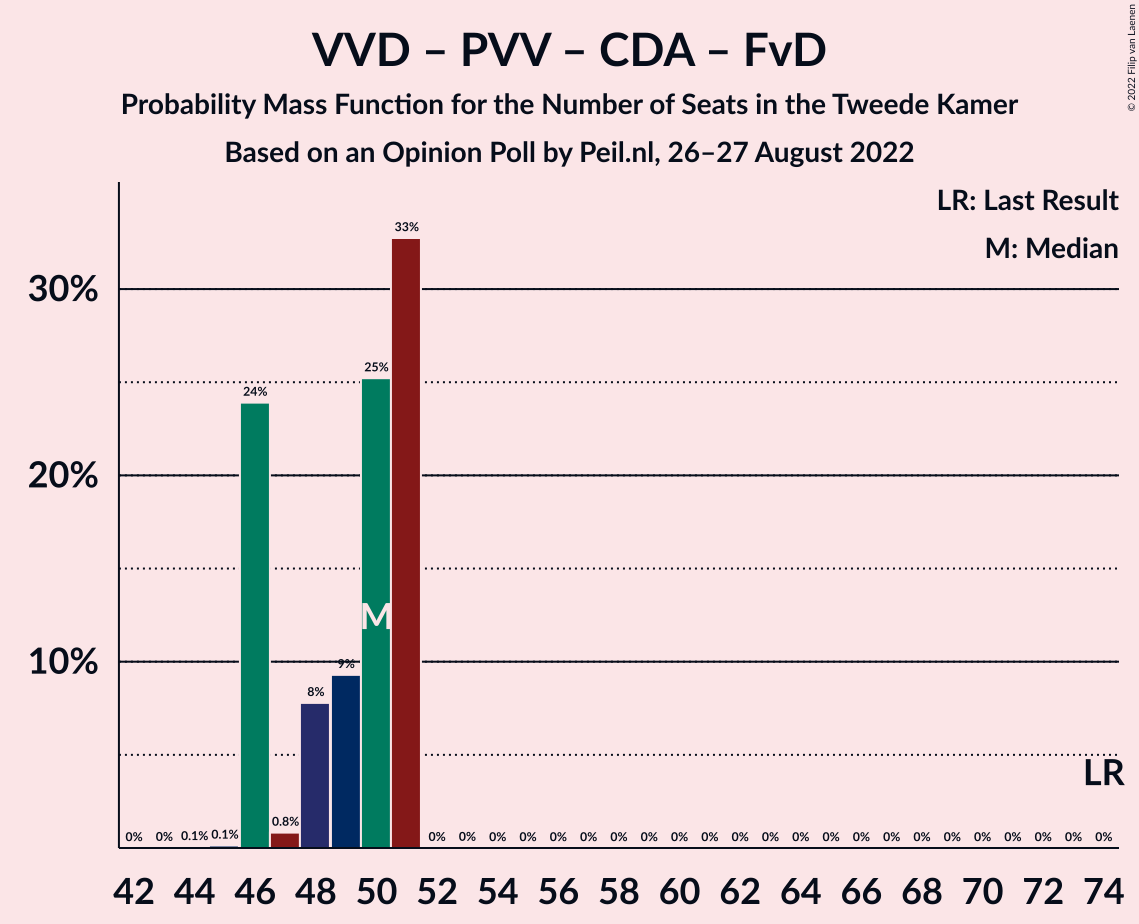 VVD – PVV – CDA – FvD
Probability Mass Function for the Number of Seats in the Tweede Kamer
Based on an Opinion Poll by Peil.nl, 26–27 August 2022
© 2022 Filip van Laenen
LR: Last Result
M: Median
30%
20%
10%
0% 0% 0.1% 0.1% 24% 0.8% 8% 9% 25% 33% 0% 0% 0% 0% 0% 0% 0% 0% 0% 0% 0% 0% 0% 0% 0% 0% 0% 0% 0% 0% 0% 0% 0%
M
LR
42 44 46 48 50 52 54 56 58 60 62 64 66 68 70 72 74